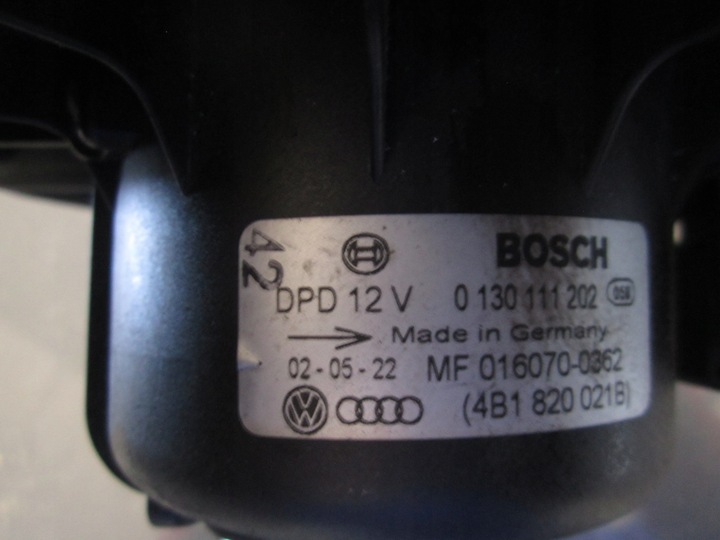 42
BOSCH
DPD 12 V 0 130 111 202 058
Made in Germany
02-05-22 MF 016070-0362
(4B1 820 021B)